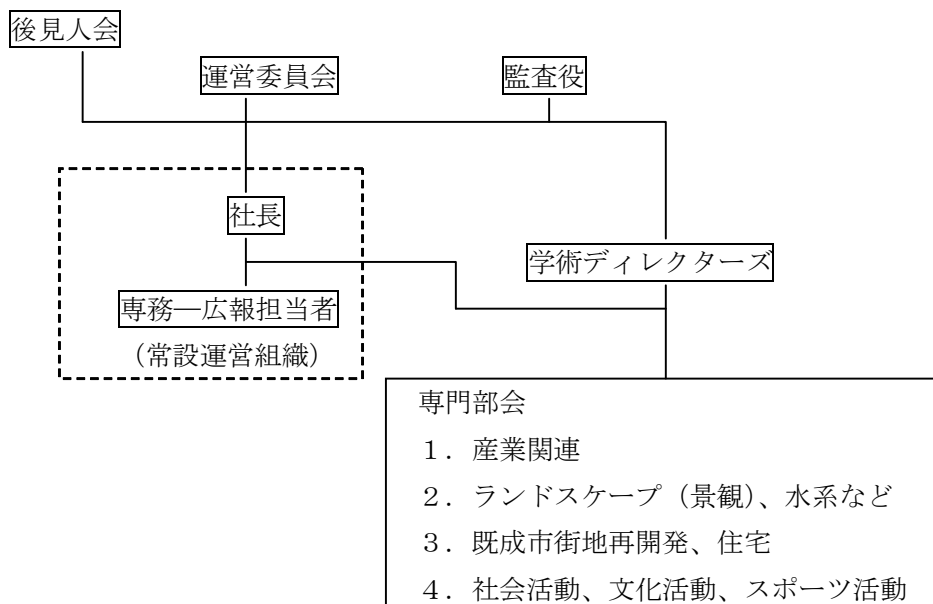 後見人会
運営委員会
監査役
社長
学術ディレクターズ
専務―広報担当者
（常設運営組織）
専門部会
１．産業関連
２．ランドスケープ（景観）、水系など
３．既成市街地再開発、住宅
４．社会活動、文化活動、スポーツ活動